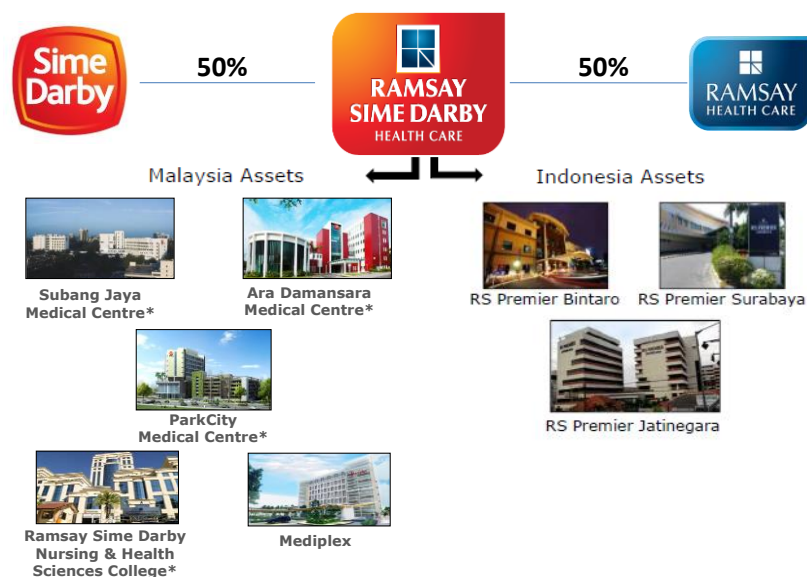 Sime
Darby
50%
RAMSAY
SIME DARBY
HEALTH CARE
50%
RAMSAY
HEALTH CARE
Malaysia Assets
Indonesia Assets
Subang Jaya
Medical Centre*
Ara Damansara
Medical Centre*
RS Premier Bintaro
RS Premier Surabaya
ParkCity
Medical Centre*
RS Premier Jatinegara
Ramsay Sime Darby
Nursing & Health
Sciences College*
Mediplex